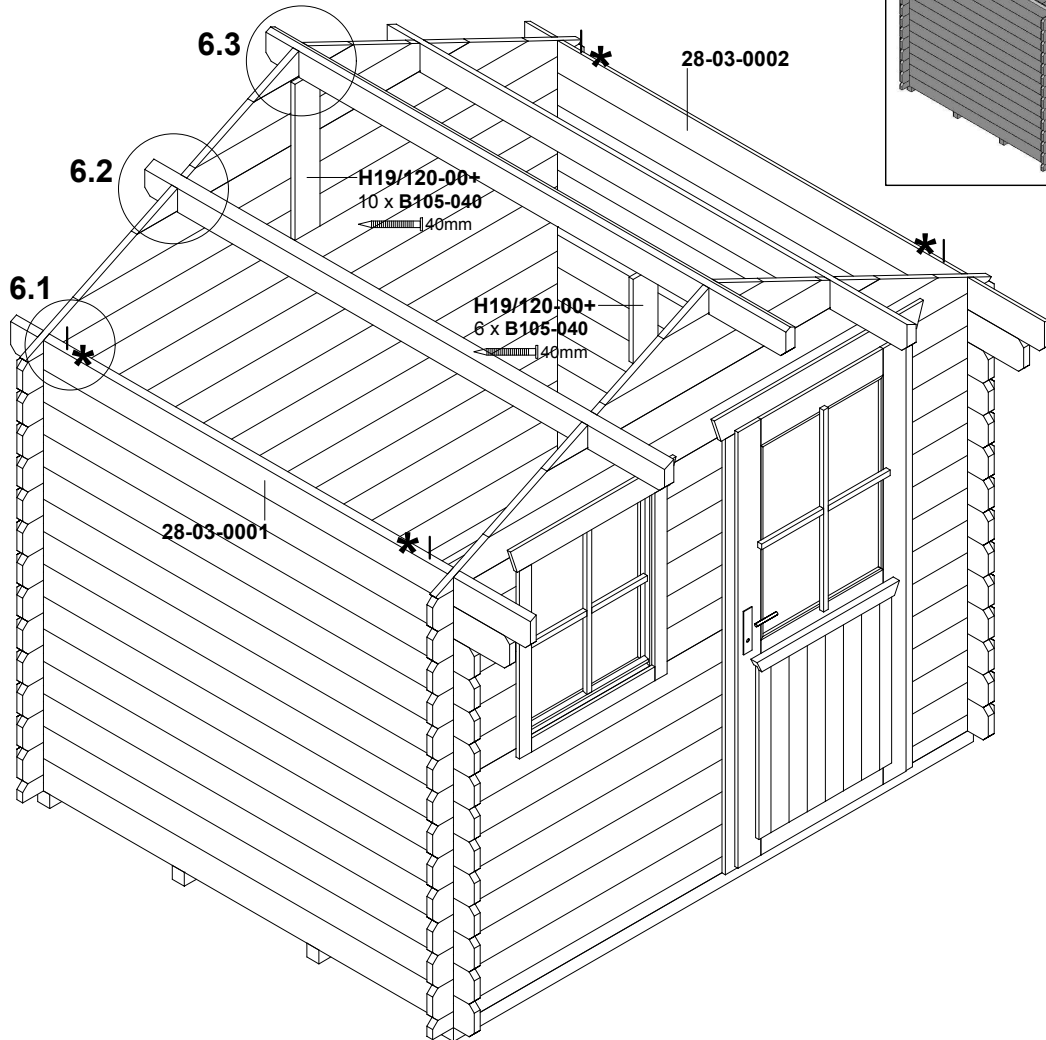 6.3
*
28-03-0002
6.2
H19/120-00+
10 x B105-040
40mm
*
6.1
H19/120-00+
6 x B105-040
40mm
*
28-03-0001
*